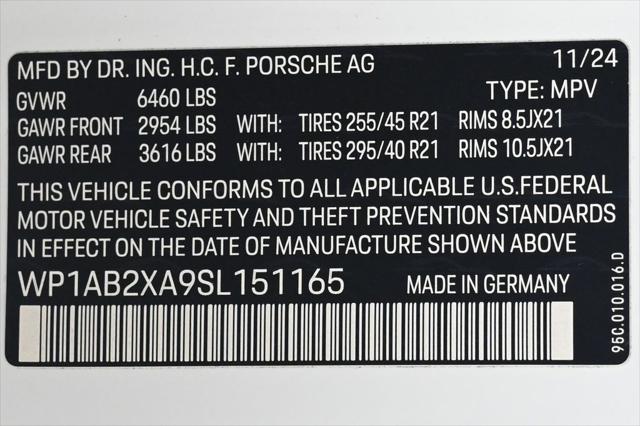 MFD BY DR. ING. H.C. F. PORSCHE AG 11/24
GVWR 6460 LBS TYPE: MPV
GAWR FRONT 2954 LBS WITH: TIRES 255/45 R21 RIMS 8.5JX21
GAWR REAR 3616 LBS WITH: TIRES 295/40 R21 RIMS 10.5JX21
THIS VEHICLE CONFORMS TO ALL APPLICABLE U.S.FEDERAL
MOTOR VEHICLE SAFETY AND THEFT PREVENTION STANDARDS
IN EFFECT ON THE DATE OF MANUFACTURE SHOWN ABOVE
WP1AB2XA9SL151165 MADE IN GERMANY
95C.010.016.D